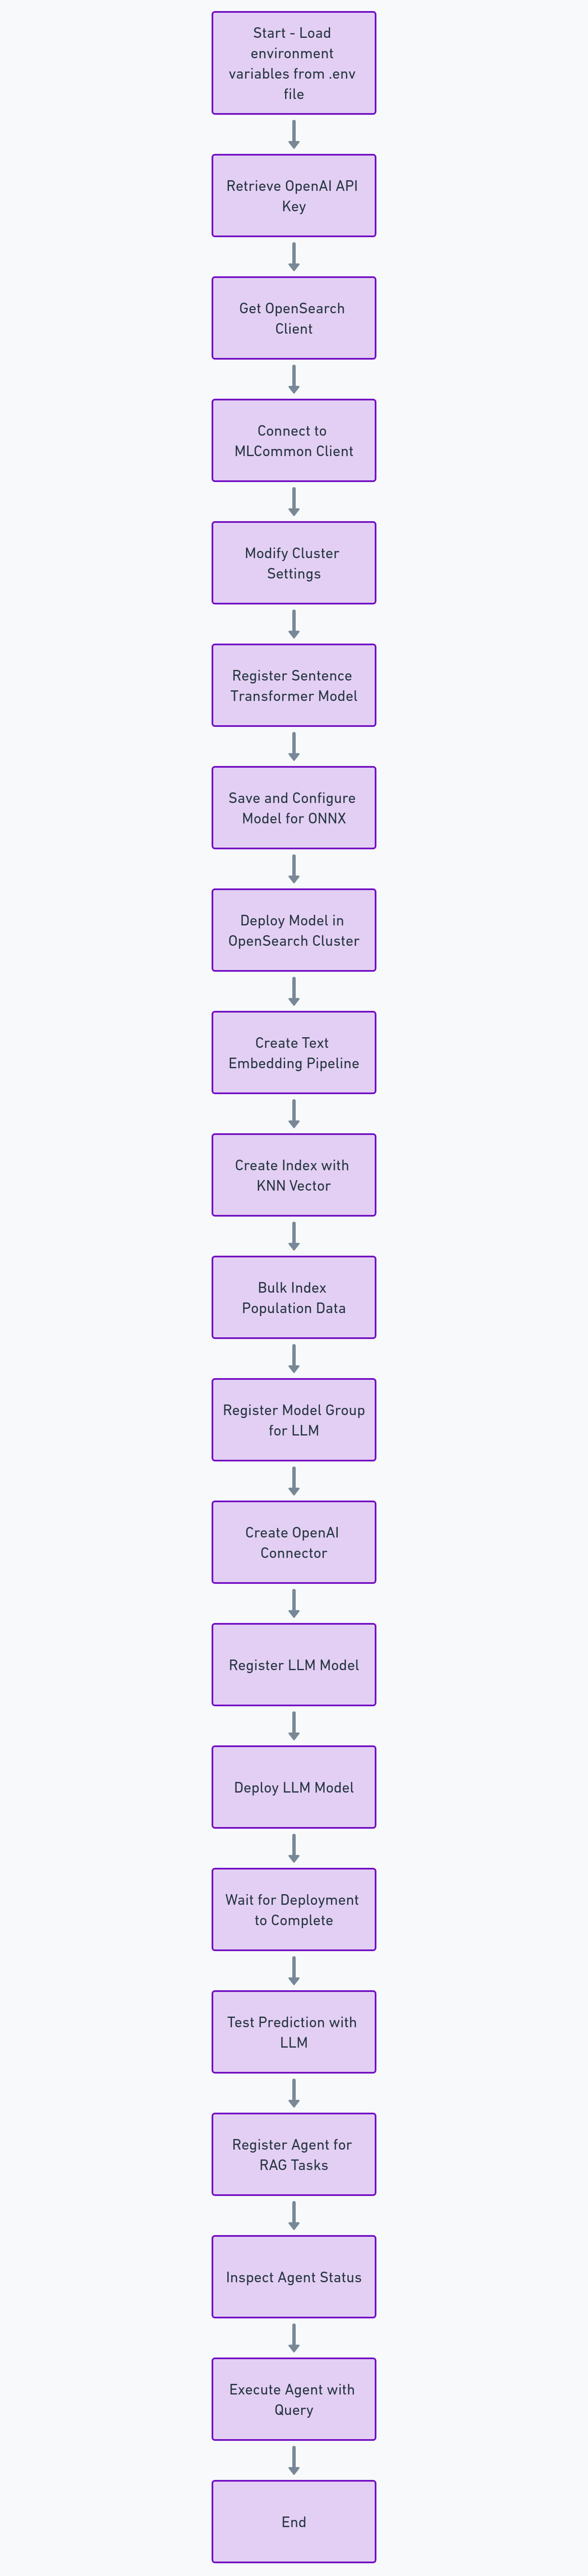 Start - Load
environment
variables from .env
file
Retrieve OpenAI API
Key
Get OpenSearch
Client
Connect to
MLCommon Client
Modify Cluster
Settings
Register Sentence
Transformer Model
Save and Configure
Model for ONNX
Deploy Model in
OpenSearch Cluster
Create Text
Embedding Pipeline
Create Index with
KNN Vector
Bulk Index
Population Data
Register Model Group
for LLM
Create OpenAI
Connector
Register LLM Model
Deploy LLM Model
Wait for Deployment
to Complete
Test Prediction with
LLM
Register Agent for
RAG Tasks
Inspect Agent Status
Execute Agent with
Query
End